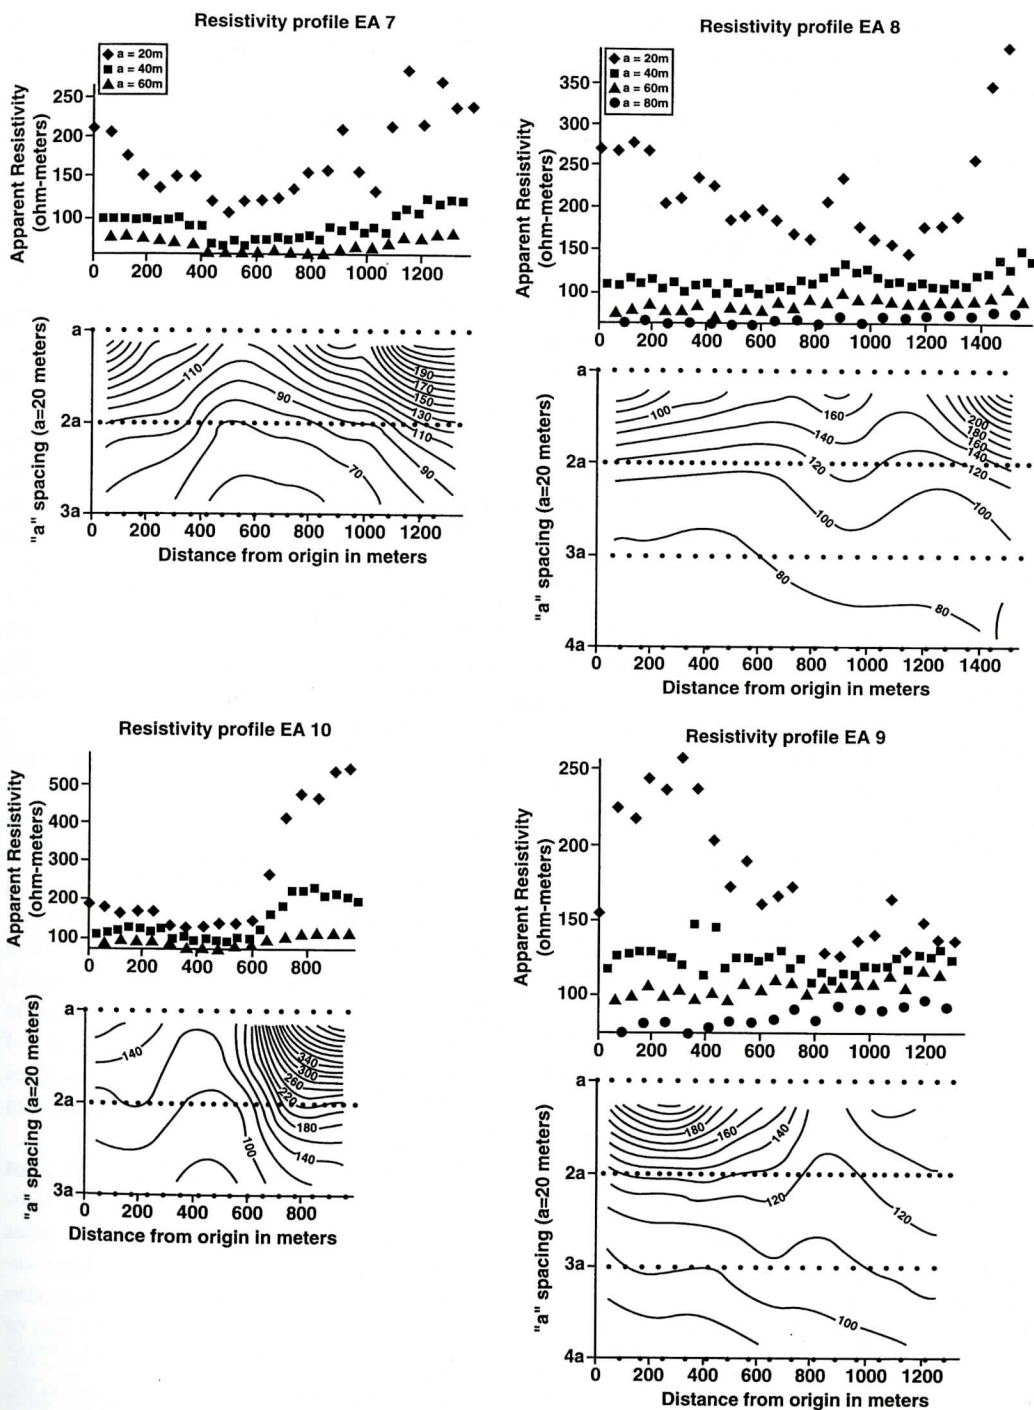 Resistivity profile EA 7
◆ a = 20m
■ a = 40m
▲ a = 60m
Apparent Resistivity
(ohm-meters)
250
200
150
100
0 200 400 600 800 1000 1200
"a" spacing (a=20 meters)
a
2a
3a
110
90
70
190
170
150
130
110
90
0 200 400 600 800 1000 1200
Distance from origin in meters
Resistivity profile EA 8
◆ a = 20m
■ a = 40m
▲ a = 60m
● a = 80m
Apparent Resistivity
(ohm-meters)
350
300
250
200
150
100
0 200 400 600 800 1000 1200 1400
"a" spacing (a=20 meters)
a
2a
3a
4a
100
160
140
120
100
80
200
180
160
140
120
100
80
0 200 400 600 800 1000 1200 1400
Distance from origin in meters
Resistivity profile EA 10
Apparent Resistivity
(ohm-meters)
500
400
300
200
100
0 200 400 600 800
"a" spacing (a=20 meters)
a
2a
3a
140
340
300
260
220
180
140
100
0 200 400 600 800
Distance from origin in meters
Resistivity profile EA 9
Apparent Resistivity
(ohm-meters)
250
200
150
100
0 200 400 600 800 1000 1200
"a" spacing (a=20 meters)
a
2a
3a
4a
180
160
140
120
120
100
0 200 400 600 800 1000 1200
Distance from origin in meters